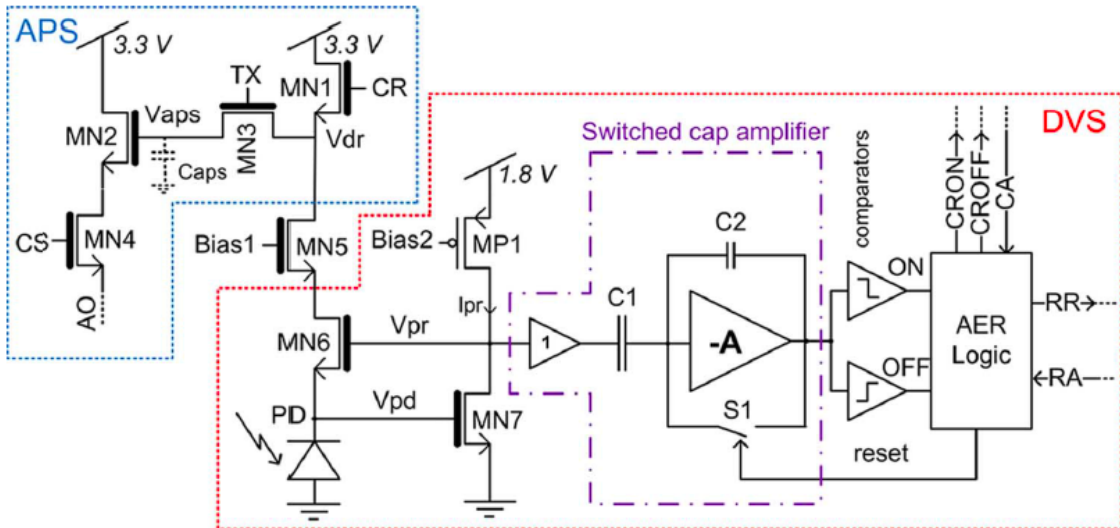 APS
3.3 V
3.3 V
TX
MN1
CR
MN2
Vaps
MN3
Vdr
Caps
CS
MN4
AO
DVS
Switched cap amplifier
1.8 V
Bias1
MN5
Bias2
MP1
Ipr
C2
comparators
CRON
CROFF
CA
ON
C1
MN6
Vpr
1
-A
AER
Logic
RR
OFF
RA
PD
Vpd
MN7
S1
reset